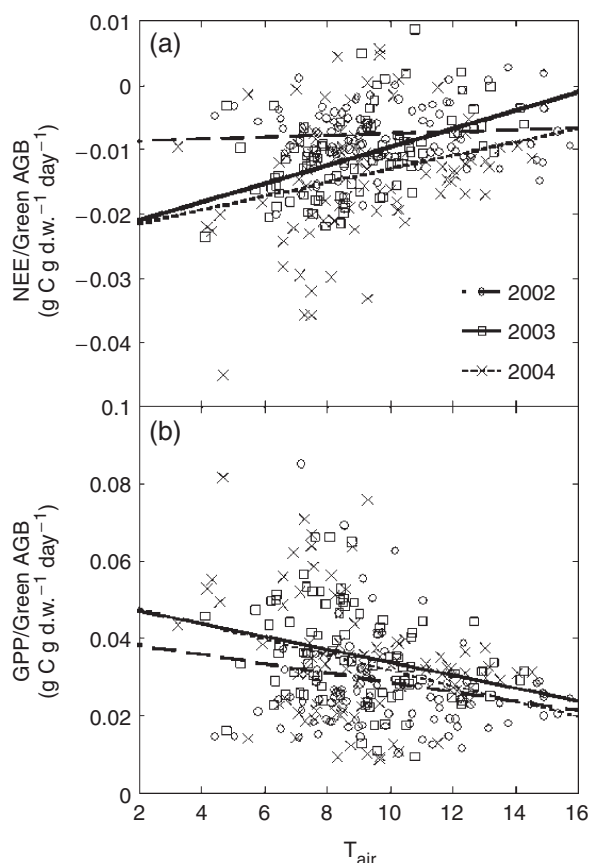 (a)
0.01
0
−0.01
−0.02
−0.03
−0.04
NEE/Green AGB
(g C g d.w.⁻¹ day⁻¹)
2002
2003
2004
(b)
0.1
0.08
0.06
0.04
0.02
0
GPP/Green AGB
(g C g d.w.⁻¹ day⁻¹)
2 4 6 8 10 12 14 16
T_air